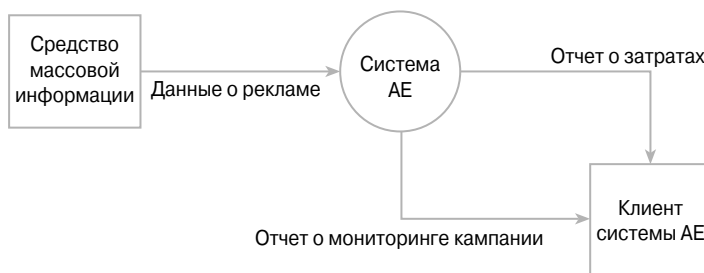 Средство
массовой
информации
Данные о рекламе
Система
АЕ
Отчет о затратах
Отчет о мониторинге кампании
Клиент
системы АЕ